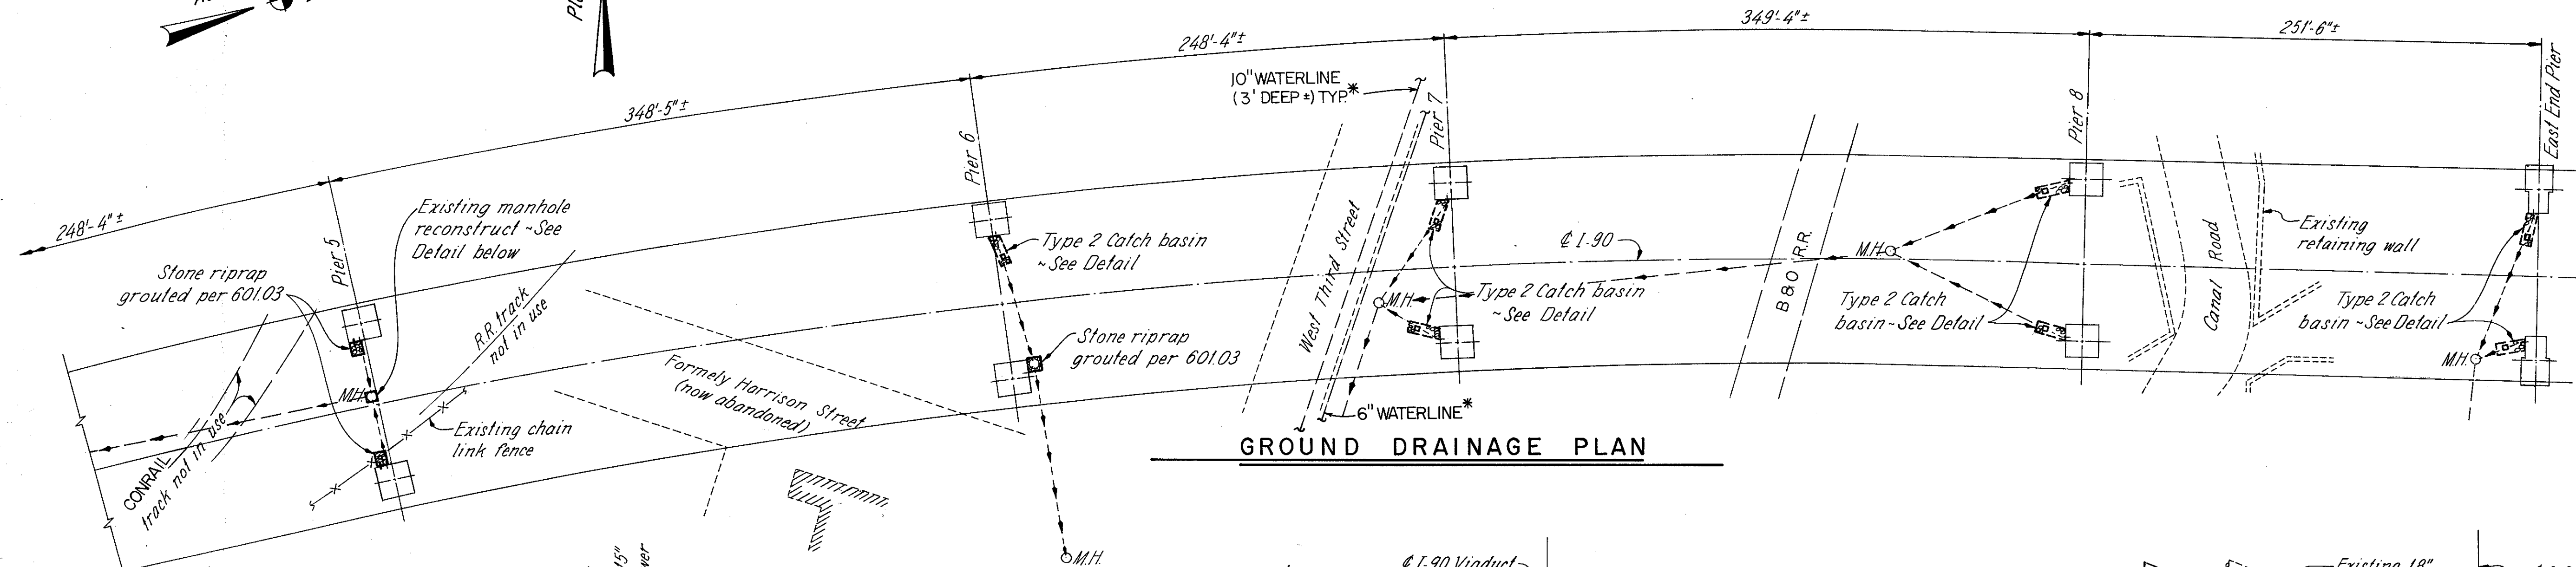 349'-4"±
251'-6"±
248'-4"±
10" WATERLINE
(3' DEEP ±) TYP.*
348'-5"±
248'-4"±
Pier 5
Pier 6
Pier 7
Pier 8
East End Pier
Existing manhole
reconstruct ~See
Detail below
Stone riprap
grouted per 601.03
Type 2 Catch basin
~See Detail
R.R. track
not in use
West Third Street
℄ I-90
B & O R.R.
M.H.
Canal Road
Existing
retaining wall
Type 2 Catch basin
~See Detail
M.H.
Type 2 Catch
basin~See Detail
Type 2 Catch
basin ~See Detail
M.H.
Stone riprap
grouted per 601.03
Formely Harrison Street
(now abandoned)
M.H.
Existing chain
link fence
CONRAIL
track not in use
6" WATERLINE*
GROUND DRAINAGE PLAN
M.H.
15"
℄ I-90 Viaduct
Existing 18"